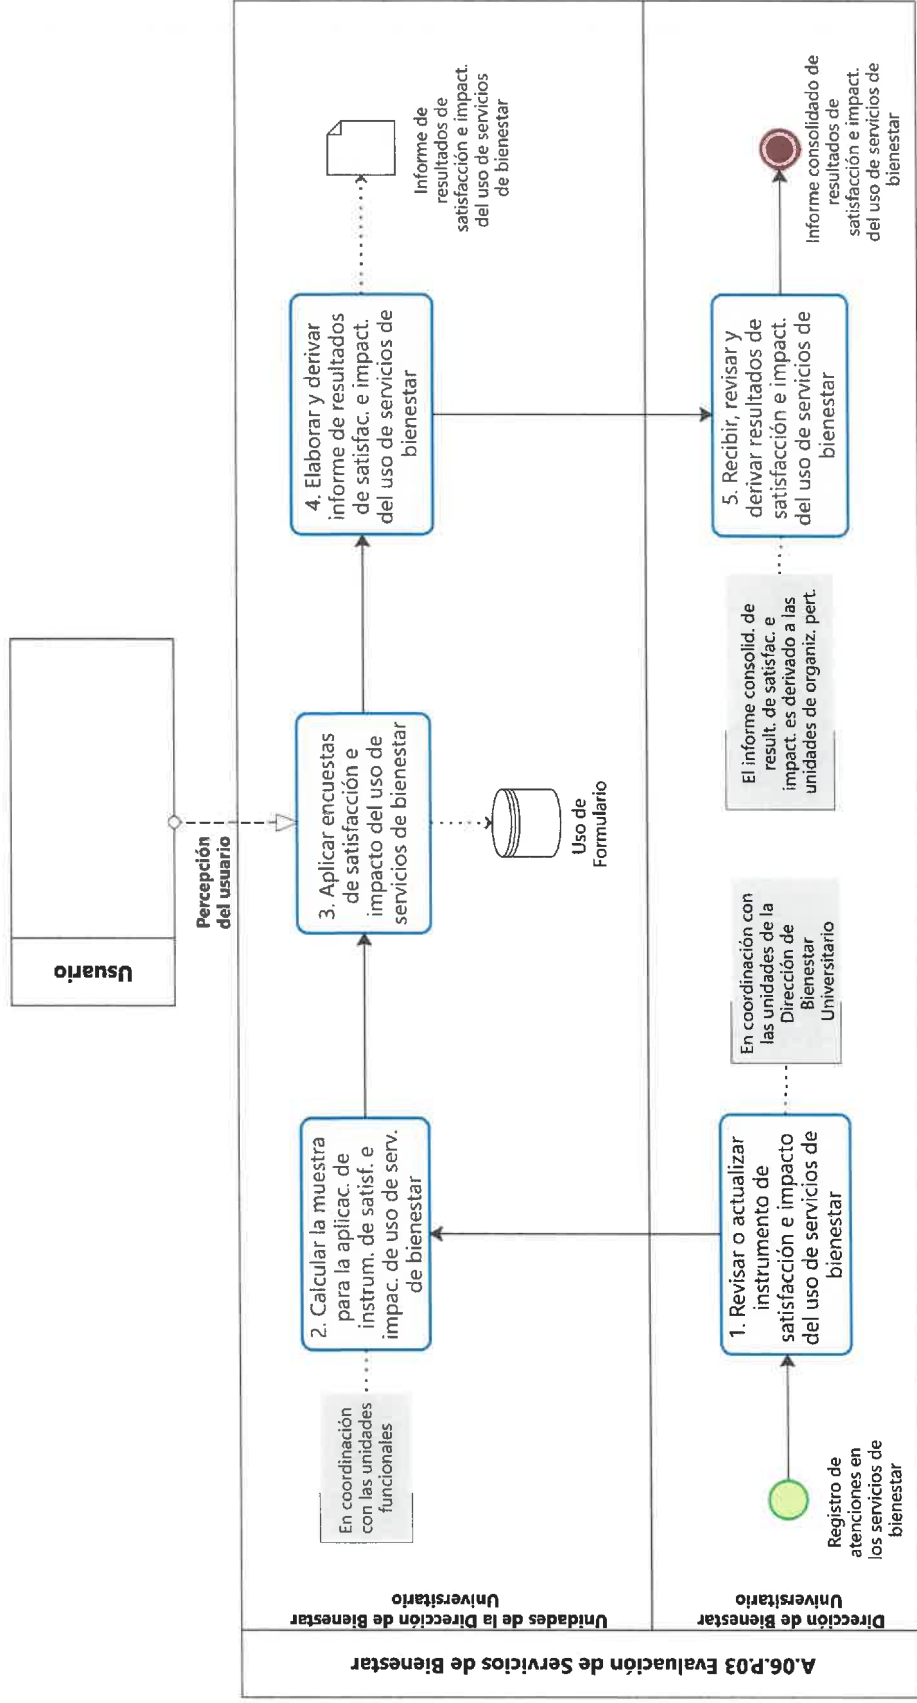 Usuario
Percepción
del usuario
A.06.P.03 Evaluación de Servicios de Bienestar
Unidades de la Dirección de Bienestar
Universitario
En coordinación
con las unidades
funcionales
2. Calcular la muestra
para la aplicac. de
instrum. de satisf. e
impac. de uso de serv.
de bienestar
3. Aplicar encuestas
de satisfacción e
impacto del uso de
servicios de bienestar
Uso de
Formulario
4. Elaborar y derivar
informe de resultados
de satisfac. e impact.
del uso de servicios de
bienestar
Informe de
resultados de
satisfacción e impact.
del uso de servicios
de bienestar
Dirección de Bienestar
Universitario
Registro de
atenciones en
los servicios de
bienestar
1. Revisar o actualizar
instrumento de
satisfacción e impacto
del uso de servicios de
bienestar
En coordinación con
las unidades de la
Dirección de
Bienestar
Universitario
El informe consolid. de
result. de satisfac. e
impact. es derivado a las
unidades de organiz. pert.
5. Recibir, revisar y
derivar resultados de
satisfacción e impact.
del uso de servicios de
bienestar
Informe consolidado de
resultados de
satisfacción e impact.
del uso de servicios de
bienestar